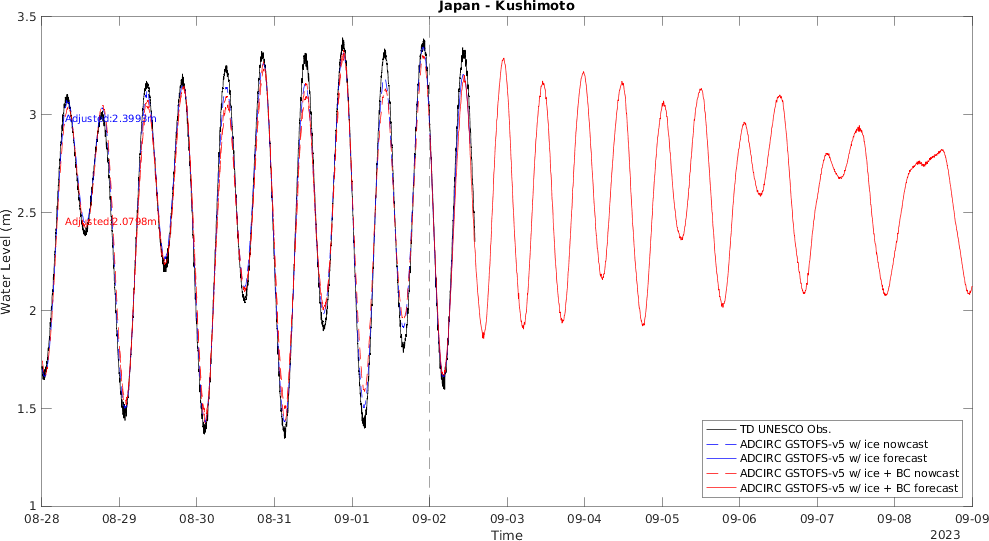 Japan - Kushimoto
3.5
3
2.5
2
1.5
1
Water Level (m)
Adjusted:2.3993m
Adjusted:2.0798m
TD UNESCO Obs.
ADCIRC GSTOFS-v5 w/ ice nowcast
ADCIRC GSTOFS-v5 w/ ice forecast
ADCIRC GSTOFS-v5 w/ ice + BC nowcast
ADCIRC GSTOFS-v5 w/ ice + BC forecast
08-28 08-29 08-30 08-31 09-01 09-02 09-03 09-04 09-05 09-06 09-07 09-08 09-09
Time
2023